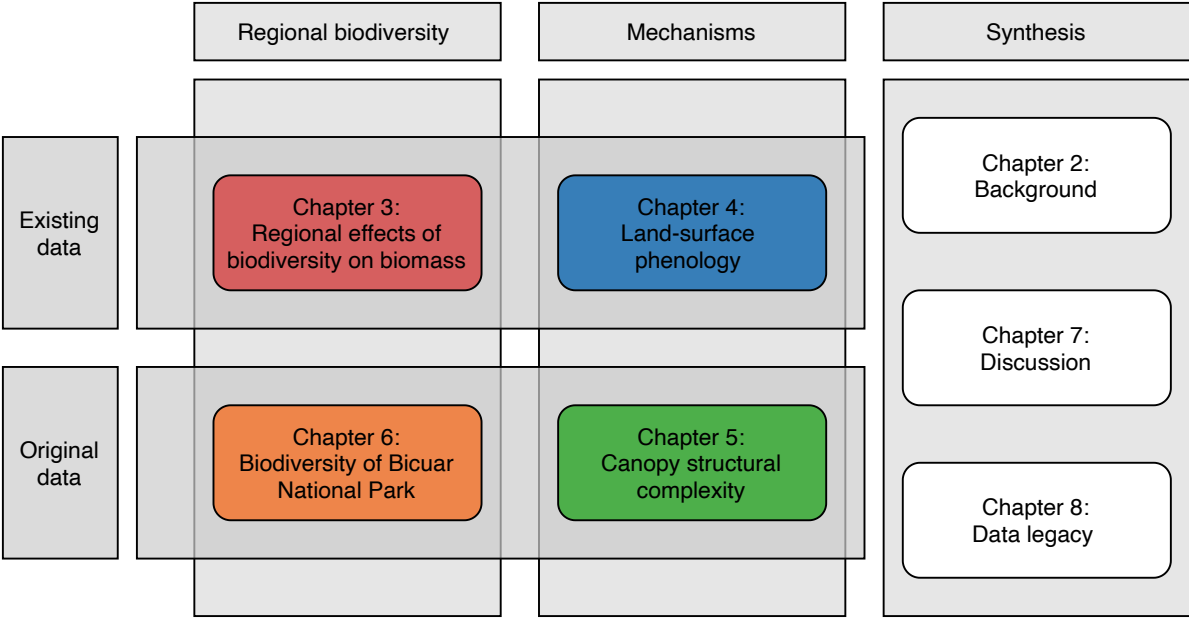 Regional biodiversity
Mechanisms
Synthesis
Existing
data
Chapter 3:
Regional effects of
biodiversity on biomass
Chapter 4:
Land-surface
phenology
Chapter 2:
Background
Chapter 7:
Discussion
Original
data
Chapter 6:
Biodiversity of Bicuar
National Park
Chapter 5:
Canopy structural
complexity
Chapter 8:
Data legacy